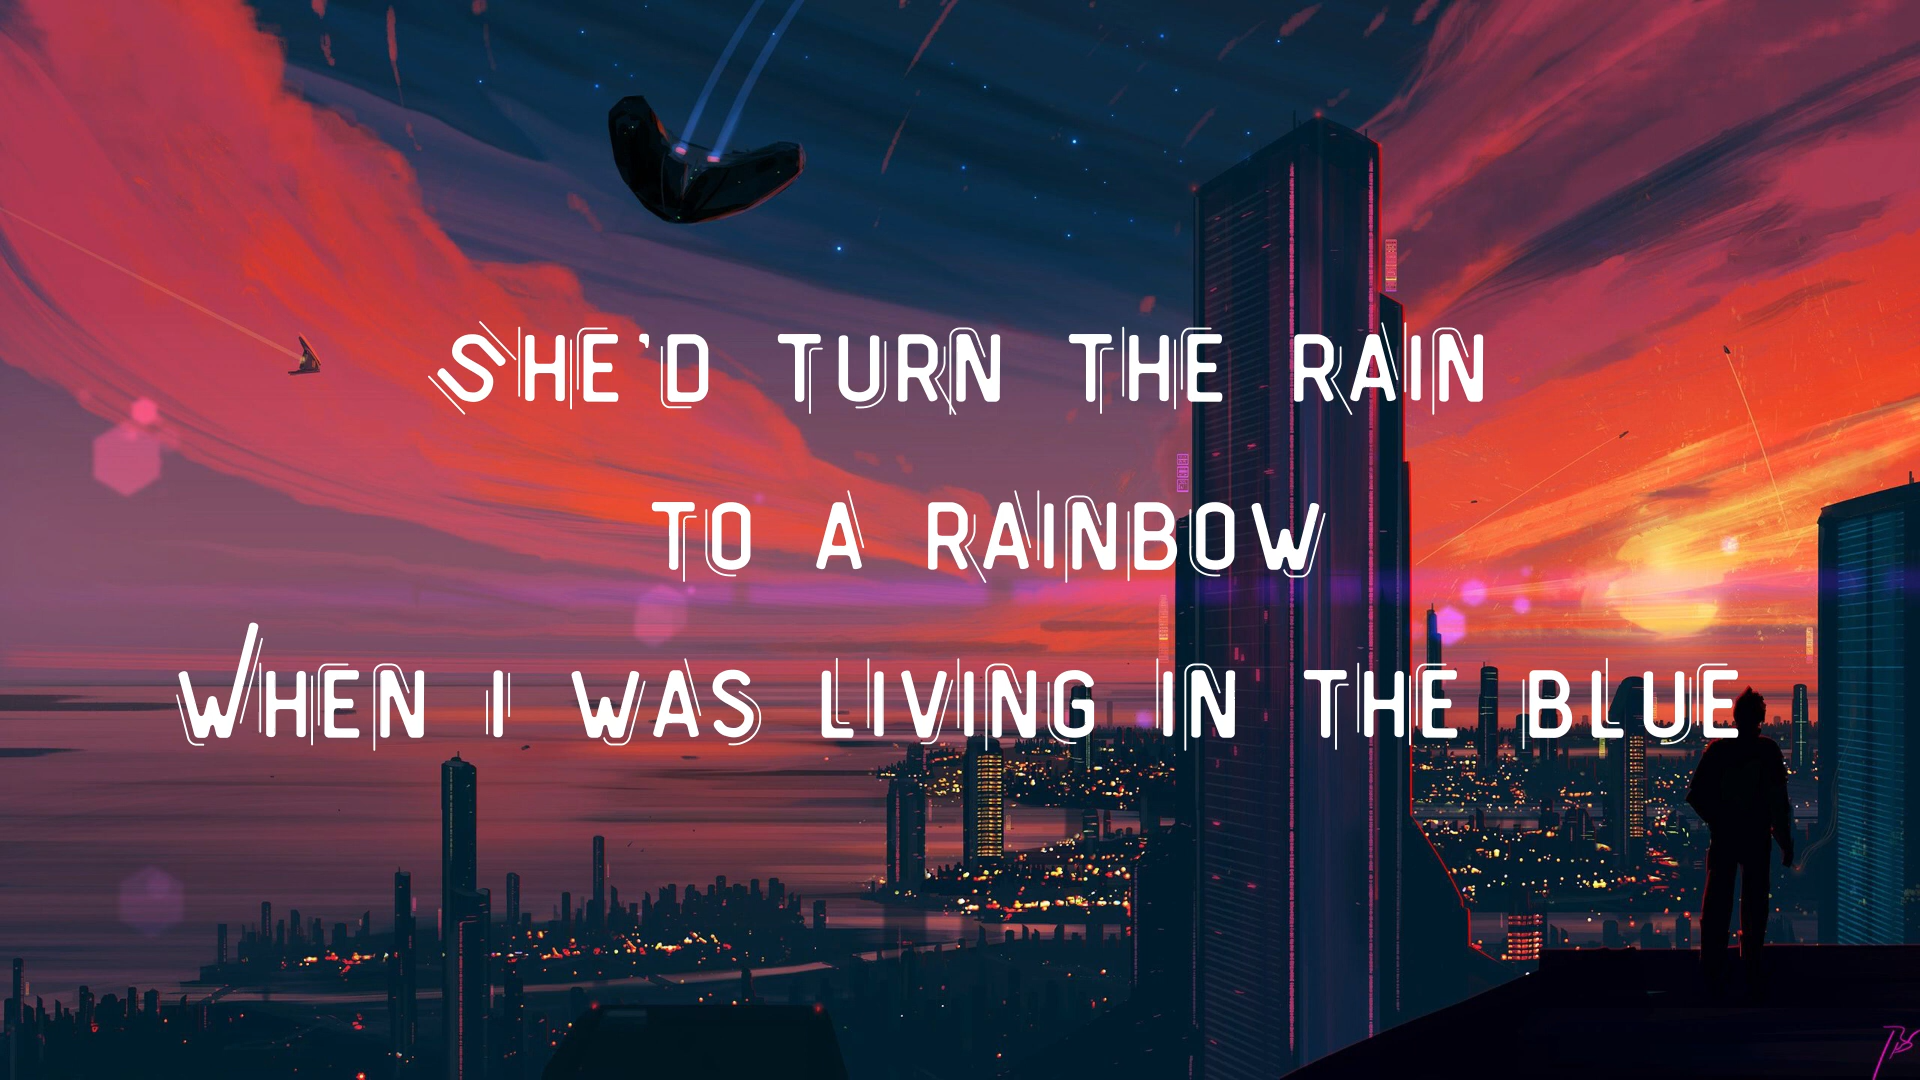 She'd turn the rain
to a rainbow
When I was living in the blue